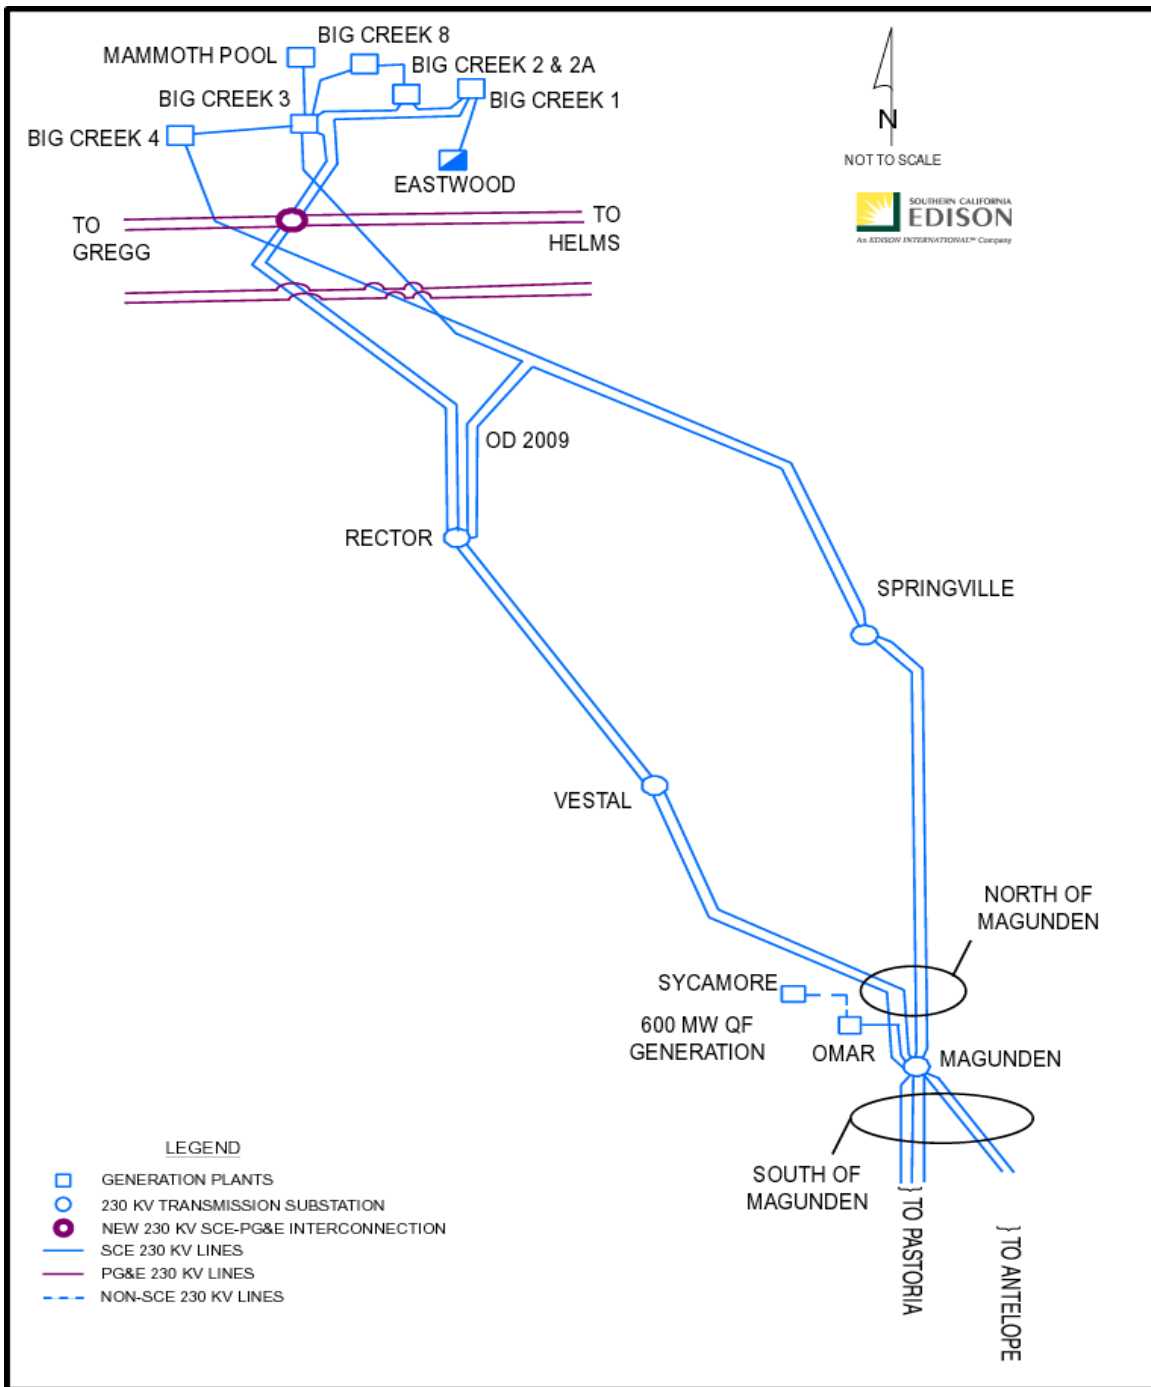 BIG CREEK 8
MAMMOTH POOL
BIG CREEK 2 & 2A
BIG CREEK 3
BIG CREEK 1
BIG CREEK 4
EASTWOOD
N
NOT TO SCALE
SOUTHERN CALIFORNIA
EDISON
An EDISON INTERNATIONAL℠ Company
TO
GREGG
TO
HELMS
OD 2009
RECTOR
SPRINGVILLE
VESTAL
NORTH OF
MAGUNDEN
SYCAMORE
600 MW QF
GENERATION
OMAR
MAGUNDEN
SOUTH OF
MAGUNDEN
} TO PASTORIA
} TO ANTELOPE
LEGEND
GENERATION PLANTS
230 KV TRANSMISSION SUBSTATION
NEW 230 KV SCE-PG&E INTERCONNECTION
SCE 230 KV LINES
PG&E 230 KV LINES
NON-SCE 230 KV LINES